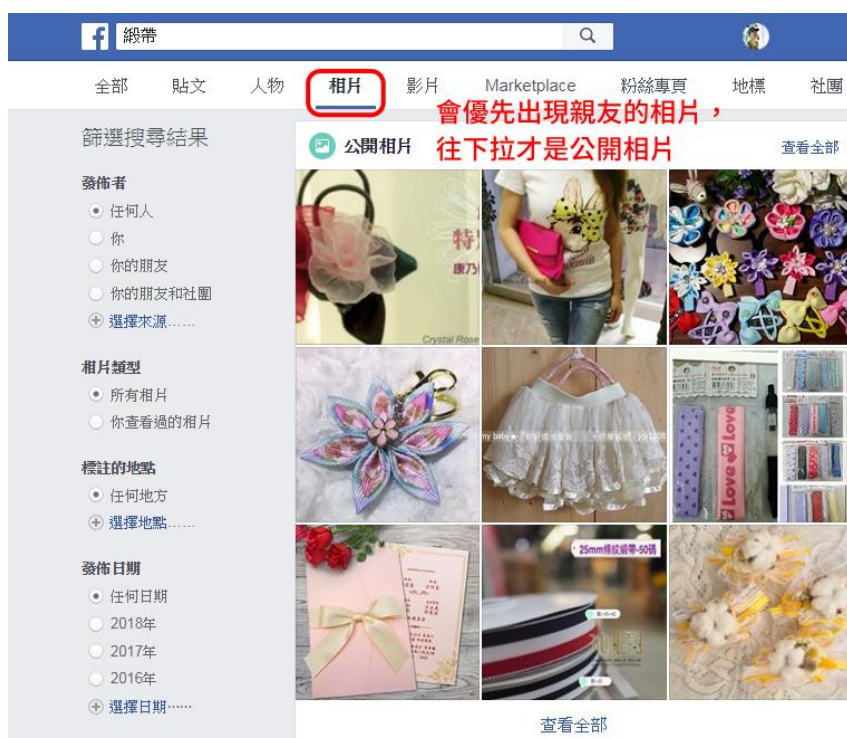 緞帶
全部 貼文 人物 相片 影片 Marketplace 粉絲專頁 地標 社團
會優先出現親友的相片，
往下拉才是公開相片
篩選搜尋結果
公開相片
查看全部
發佈者
任何人
你
你的朋友
你的朋友和社團
選擇來源……
相片類型
所有相片
你查看過的相片
標註的地點
任何地方
選擇地點……
發佈日期
任何日期
2018年
2017年
2016年
選擇日期……
Crystal Rose
Love Love
25mm條紋緞帶-50碼
查看全部